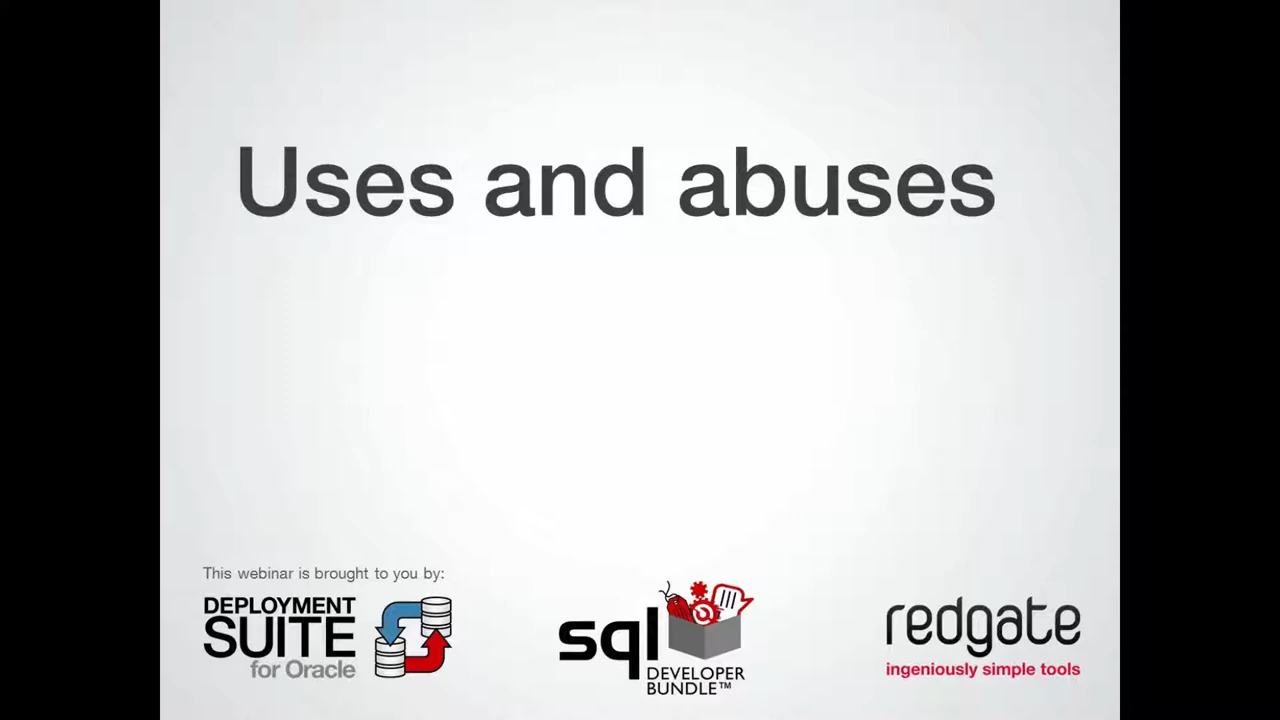 Uses and abuses
This webinar is brought to you by:
DEPLOYMENT
SUITE
for Oracle
sql
DEVELOPER
BUNDLE™
redgate
ingeniously simple tools